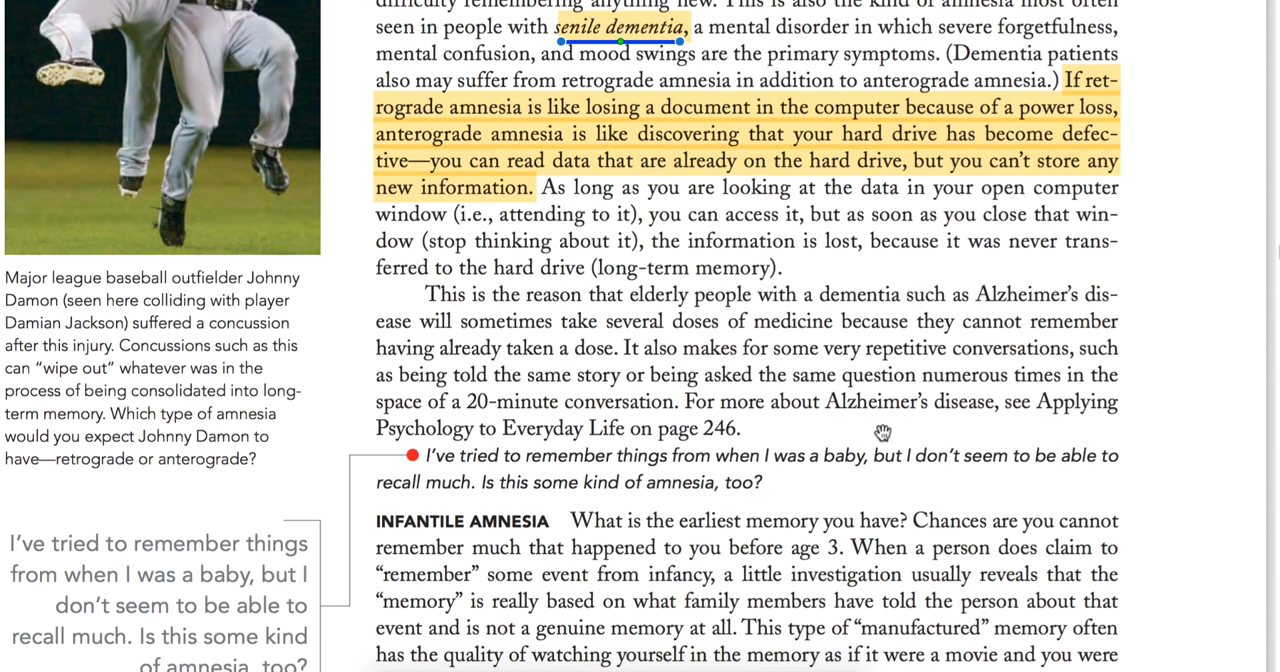 difficulty remembering anything new. This is also the kind of amnesia most often
seen in people with senile dementia, a mental disorder in which severe forgetfulness,
mental confusion, and mood swings are the primary symptoms. (Dementia patients
also may suffer from retrograde amnesia in addition to anterograde amnesia.) If ret-
rograde amnesia is like losing a document in the computer because of a power loss,
anterograde amnesia is like discovering that your hard drive has become defec-
tive—you can read data that are already on the hard drive, but you can't store any
new information. As long as you are looking at the data in your open computer
window (i.e., attending to it), you can access it, but as soon as you close that win-
dow (stop thinking about it), the information is lost, because it was never trans-
ferred to the hard drive (long-term memory).
This is the reason that elderly people with a dementia such as Alzheimer's dis-
ease will sometimes take several doses of medicine because they cannot remember
having already taken a dose. It also makes for some very repetitive conversations, such
as being told the same story or being asked the same question numerous times in the
space of a 20-minute conversation. For more about Alzheimer's disease, see Applying
Psychology to Everyday Life on page 246.
I've tried to remember things from when I was a baby, but I don't seem to be able to
recall much. Is this some kind of amnesia, too?
INFANTILE AMNESIA What is the earliest memory you have? Chances are you cannot
remember much that happened to you before age 3. When a person does claim to
"remember" some event from infancy, a little investigation usually reveals that the
"memory" is really based on what family members have told the person about that
event and is not a genuine memory at all. This type of "manufactured" memory often
has the quality of watching yourself in the memory as if it were a movie and you were
Major league baseball outfielder Johnny
Damon (seen here colliding with player
Damian Jackson) suffered a concussion
after this injury. Concussions such as this
can "wipe out" whatever was in the
process of being consolidated into long-
term memory. Which type of amnesia
would you expect Johnny Damon to
have—retrograde or anterograde?
I've tried to remember things
from when I was a baby, but I
don't seem to be able to
recall much. Is this some kind
of amnesia, too?